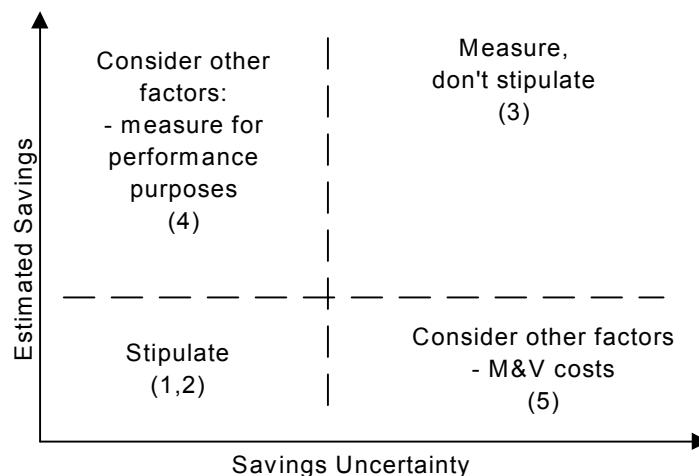 Consider other
factors:
- measure for
performance
purposes
(4)
Measure,
don't stipulate
(3)
Estimated Savings
Stipulate
(1,2)
Consider other factors
- M&V costs
(5)
Savings Uncertainty